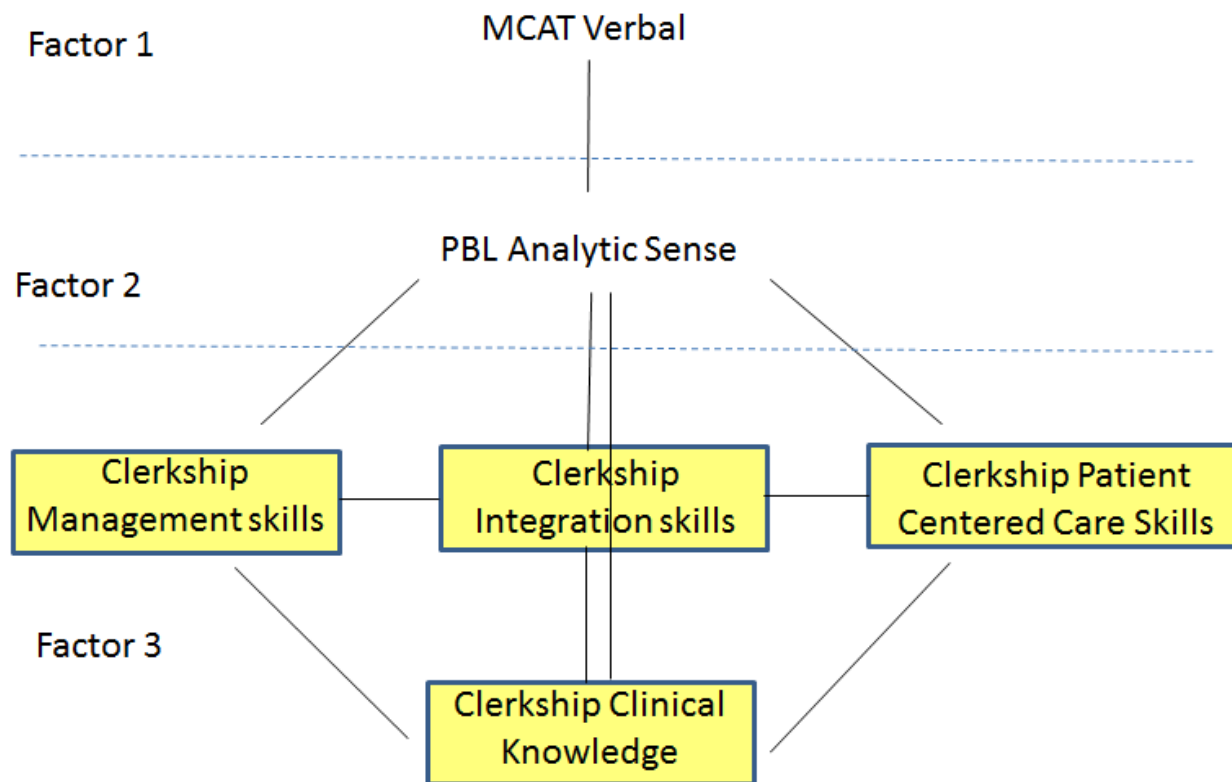 Factor 1
MCAT Verbal
PBL Analytic Sense
Factor 2
Clerkship
Management skills
Clerkship
Integration skills
Clerkship Patient
Centered Care Skills
Factor 3
Clerkship Clinical
Knowledge